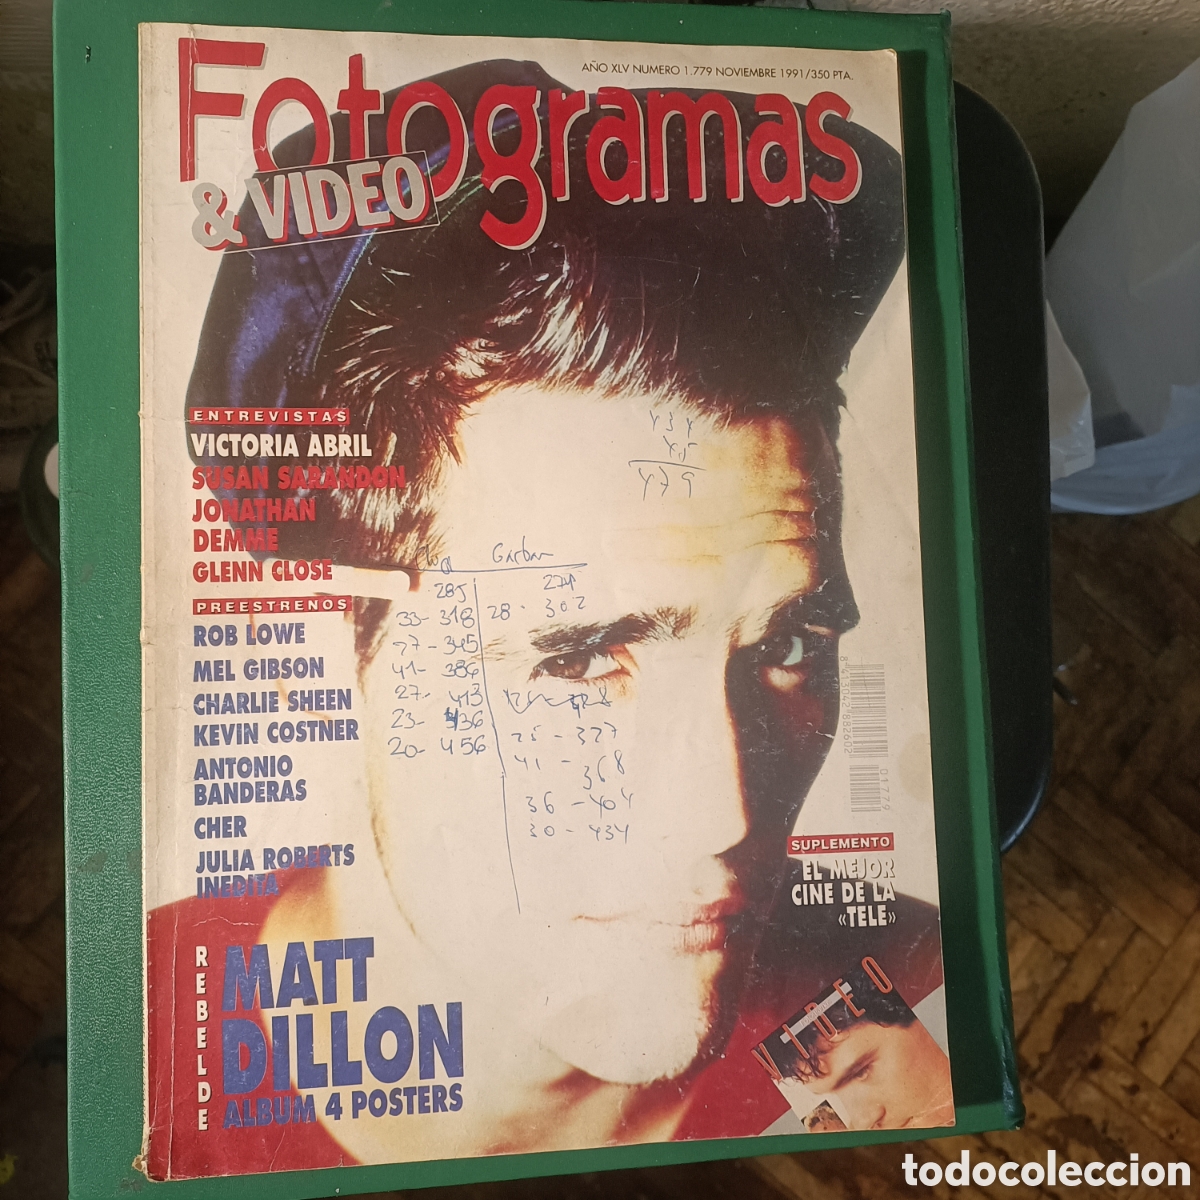 AÑO XLV NUMERO 1.779 NOVIEMBRE 1991/350 PTA.
Fotogramas
& VIDEO
ENTREVISTAS
VICTORIA ABRIL
SUSAN SARANDON
JONATHAN
DEMME
GLENN CLOSE
PREESTRENOS
ROB LOWE
MEL GIBSON
CHARLIE SHEEN
KEVIN COSTNER
ANTONIO
BANDERAS
CHER
JULIA ROBERTS
INEDITA
REBELDE
MATT
DILLON
ALBUM 4 POSTERS
434
479
285
33- 318
345
41- 386
27- 413
23- 436
20- 456
274
28- 302
25 - 327
41 - 368
36 - 404
30 - 434
8413042882602
01779
SUPLEMENTO
EL MEJOR
CINE DE LA
«TELE»
VIDEO
todocoleccion